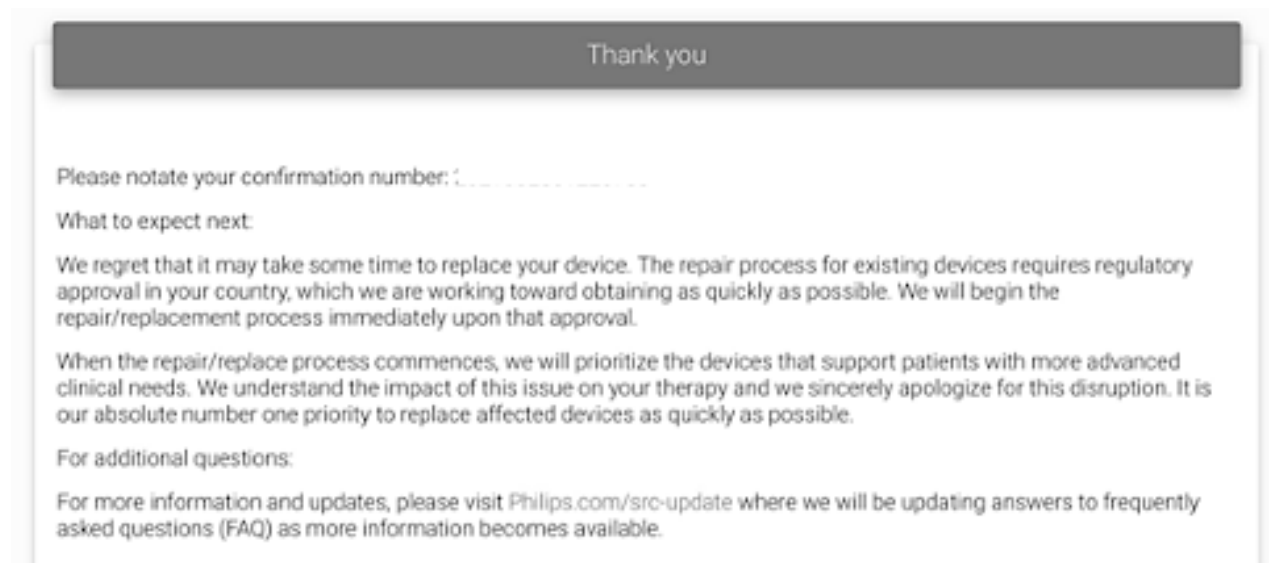 Thank you
Please notate your confirmation number:
What to expect next:
We regret that it may take some time to replace your device. The repair process for existing devices requires regulatory
approval in your country, which we are working toward obtaining as quickly as possible. We will begin the
repair/replacement process immediately upon that approval.
When the repair/replace process commences, we will prioritize the devices that support patients with more advanced
clinical needs. We understand the impact of this issue on your therapy and we sincerely apologize for this disruption. It is
our absolute number one priority to replace affected devices as quickly as possible.
For additional questions:
For more information and updates, please visit Philips.com/src-update where we will be updating answers to frequently
asked questions (FAQ) as more information becomes available.